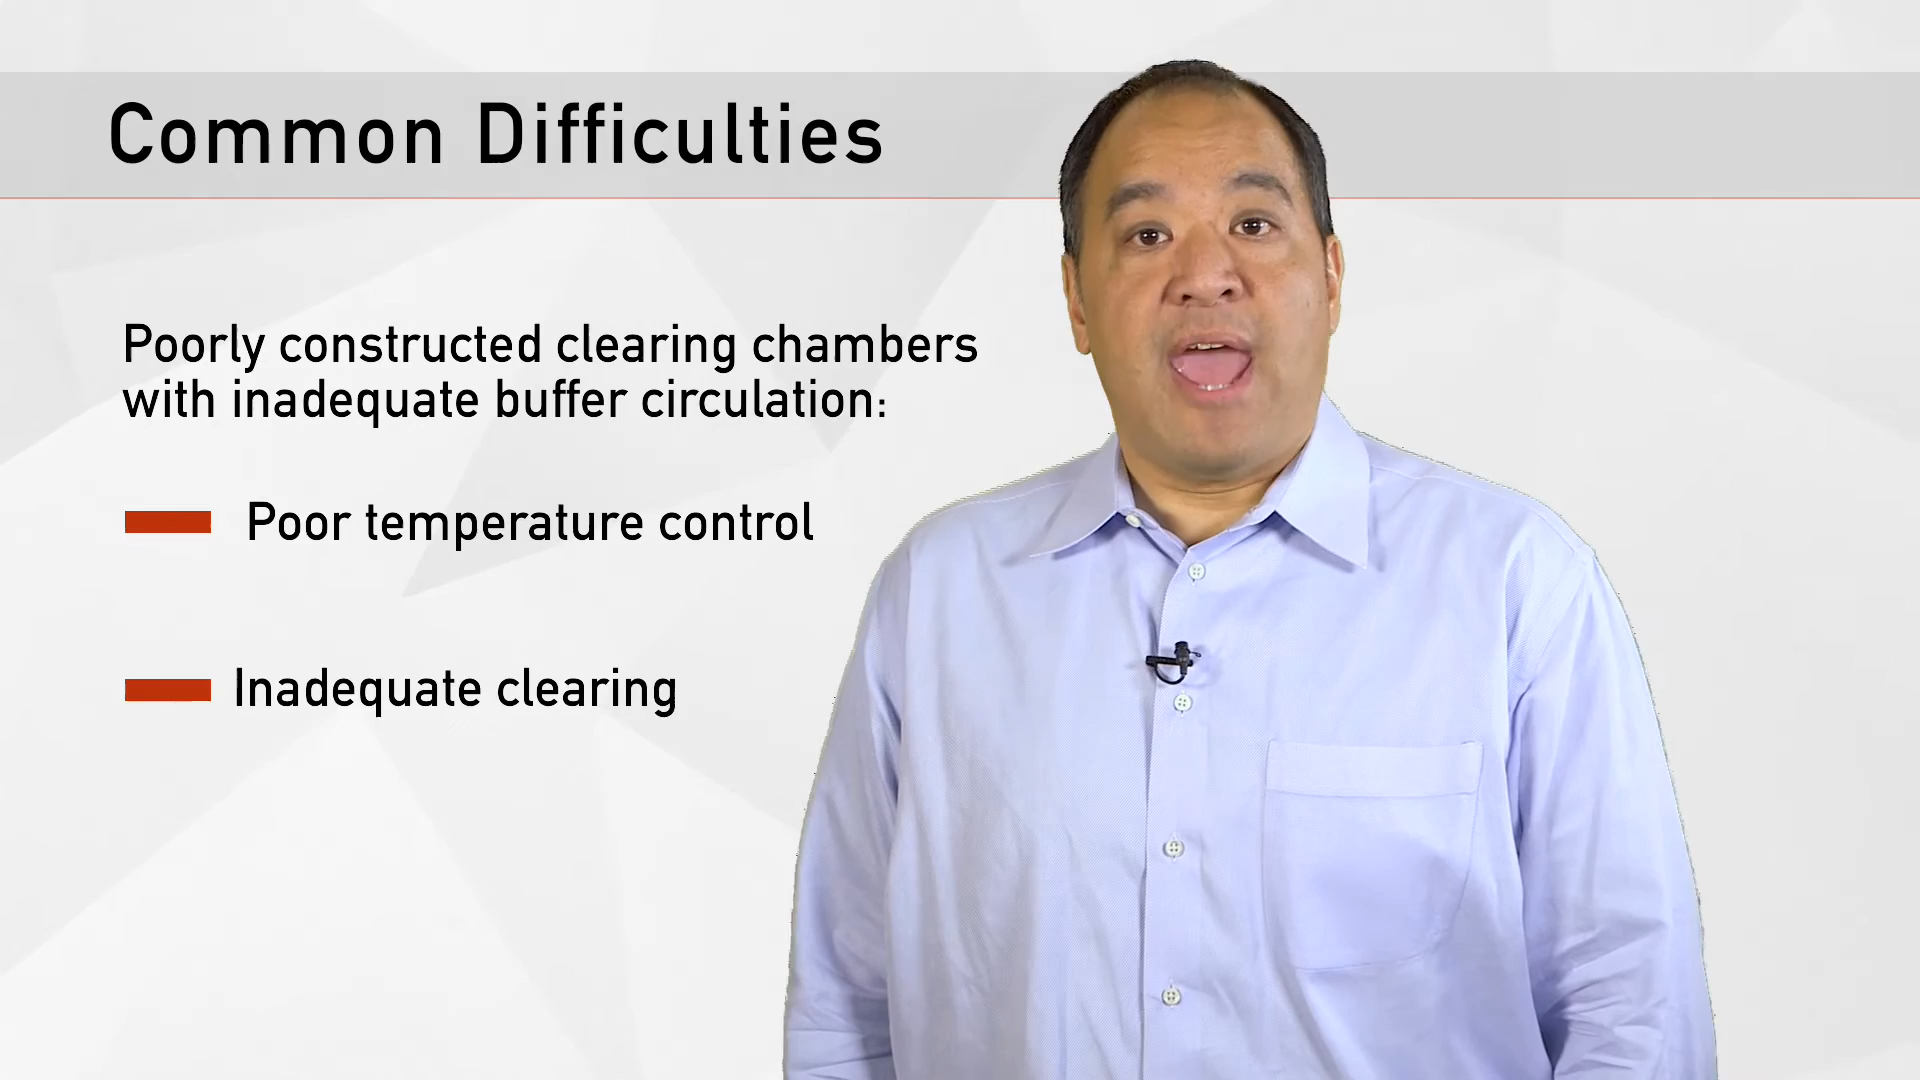 Common Difficulties
Poorly constructed clearing chambers
with inadequate buffer circulation:
Poor temperature control
Inadequate clearing